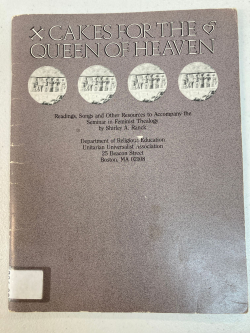 CAKES FOR THE
QUEEN OF HEAVEN
Readings, Songs and Other Resources to Accompany the
Seminar in Feminist Theology
by Shirley A. Ranck
Department of Religious Education
Unitarian Universalist Association
25 Beacon Street
Boston, MA 02108